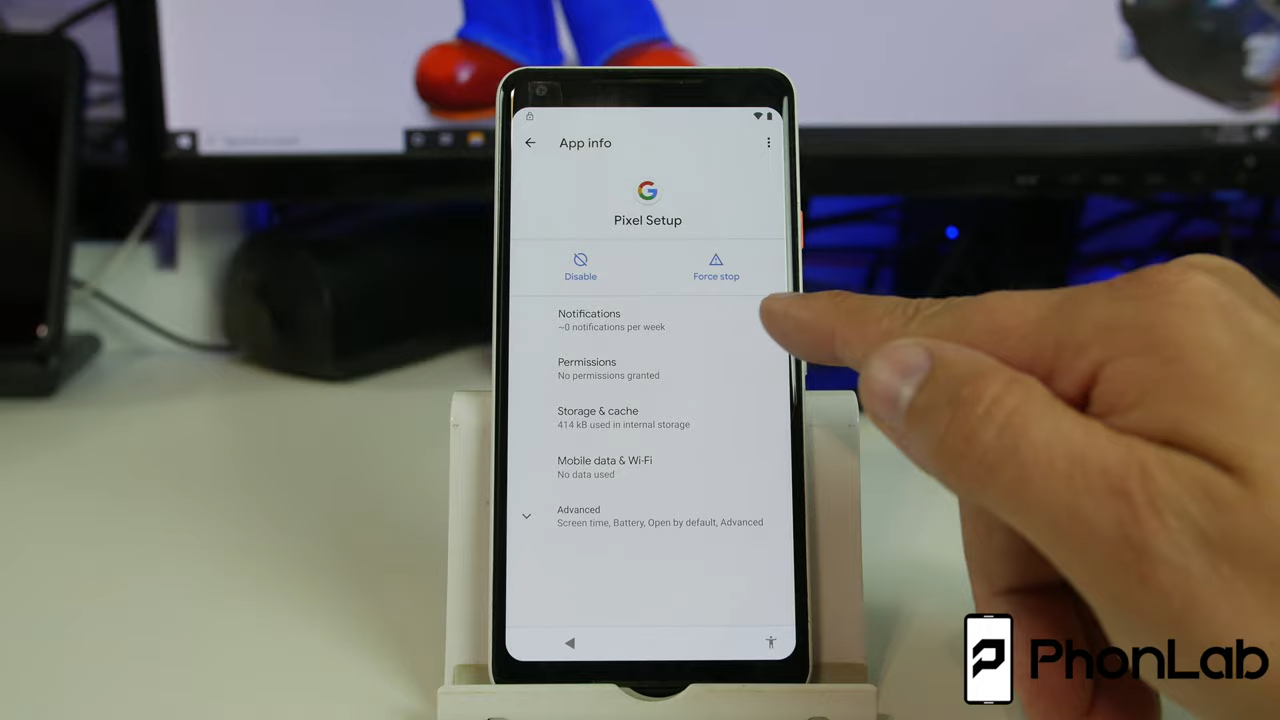 App info
Pixel Setup
Disable
Force stop
Notifications
~0 notifications per week
Permissions
No permissions granted
Storage & cache
414 kB used in internal storage
Mobile data & Wi-Fi
No data used
Advanced
Screen time, Battery, Open by default, Advanced
PhonLab